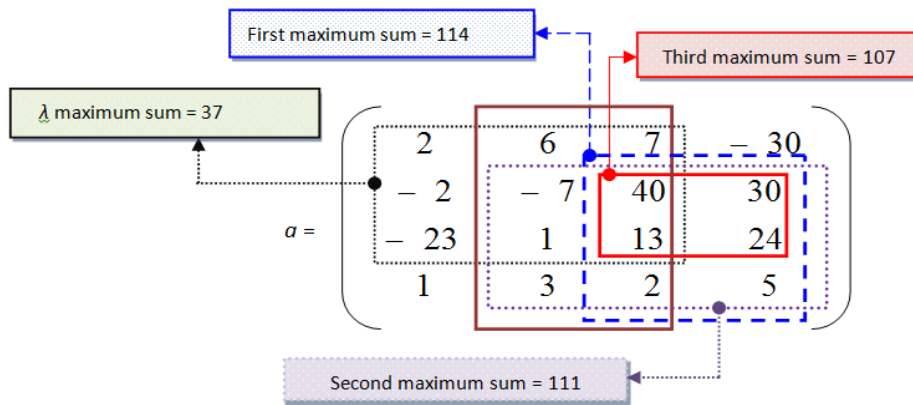 First maximum sum = 114
Third maximum sum = 107
λ maximum sum = 37
2 6 7 – 30
– 2 – 7 40 30
a =
– 23 1 13 24
1 3 2 5
Second maximum sum = 111